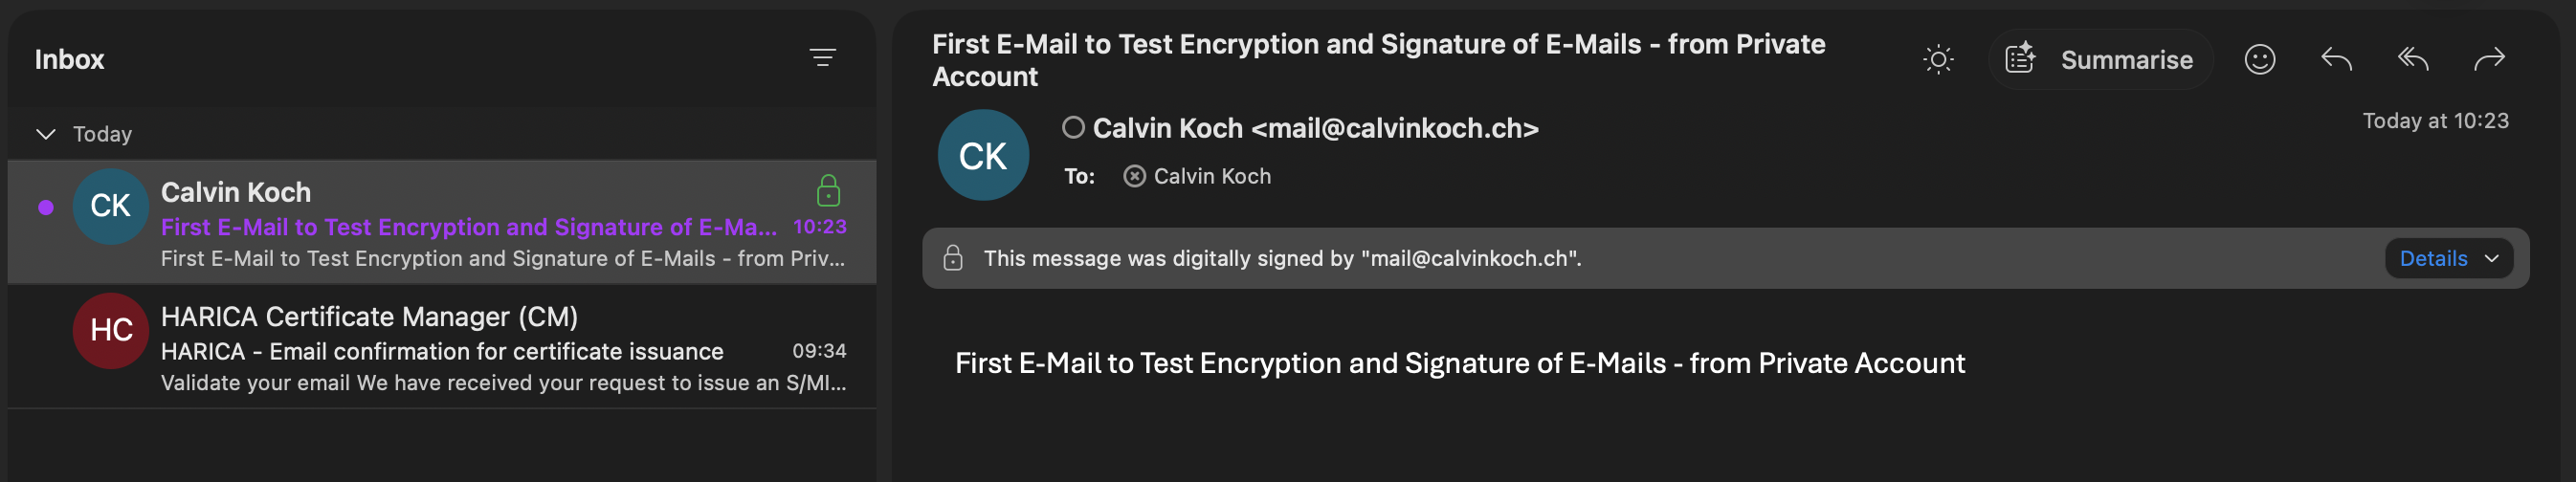 Inbox
Today
CK
Calvin Koch
First E-Mail to Test Encryption and Signature of E-Ma... 10:23
First E-Mail to Test Encryption and Signature of E-Mails - from Priv...
HC
HARICA Certificate Manager (CM)
HARICA - Email confirmation for certificate issuance 09:34
Validate your email We have received your request to issue an S/MI...
First E-Mail to Test Encryption and Signature of E-Mails - from Private
Account
Summarise
CK
Calvin Koch <mail@calvinkoch.ch>
Today at 10:23
To: Calvin Koch
This message was digitally signed by "mail@calvinkoch.ch".
Details
First E-Mail to Test Encryption and Signature of E-Mails - from Private Account